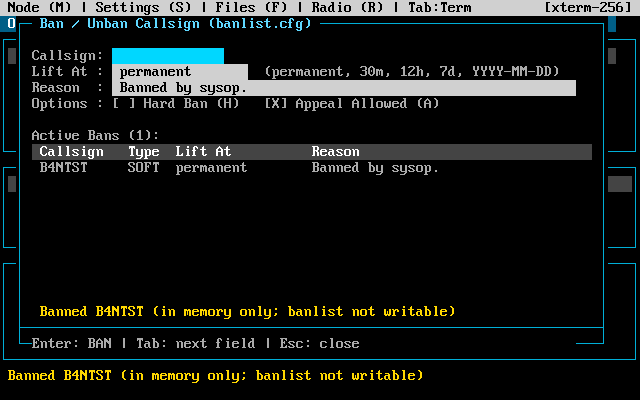 Node (M) | Settings (S) | Files (F) | Radio (R) | Tab:Term [xterm-256]
Ban / Unban Callsign (banlist.cfg)
Callsign:
Lift At : permanent (permanent, 30m, 12h, 7d, YYYY-MM-DD)
Reason : Banned by sysop.
Options : [ ] Hard Ban (H) [X] Appeal Allowed (A)
Active Bans (1):
Callsign Type Lift At Reason
B4NTST SOFT permanent Banned by sysop.
Banned B4NTST (in memory only; banlist not writable)
Enter: BAN | Tab: next field | Esc: close
Banned B4NTST (in memory only; banlist not writable)